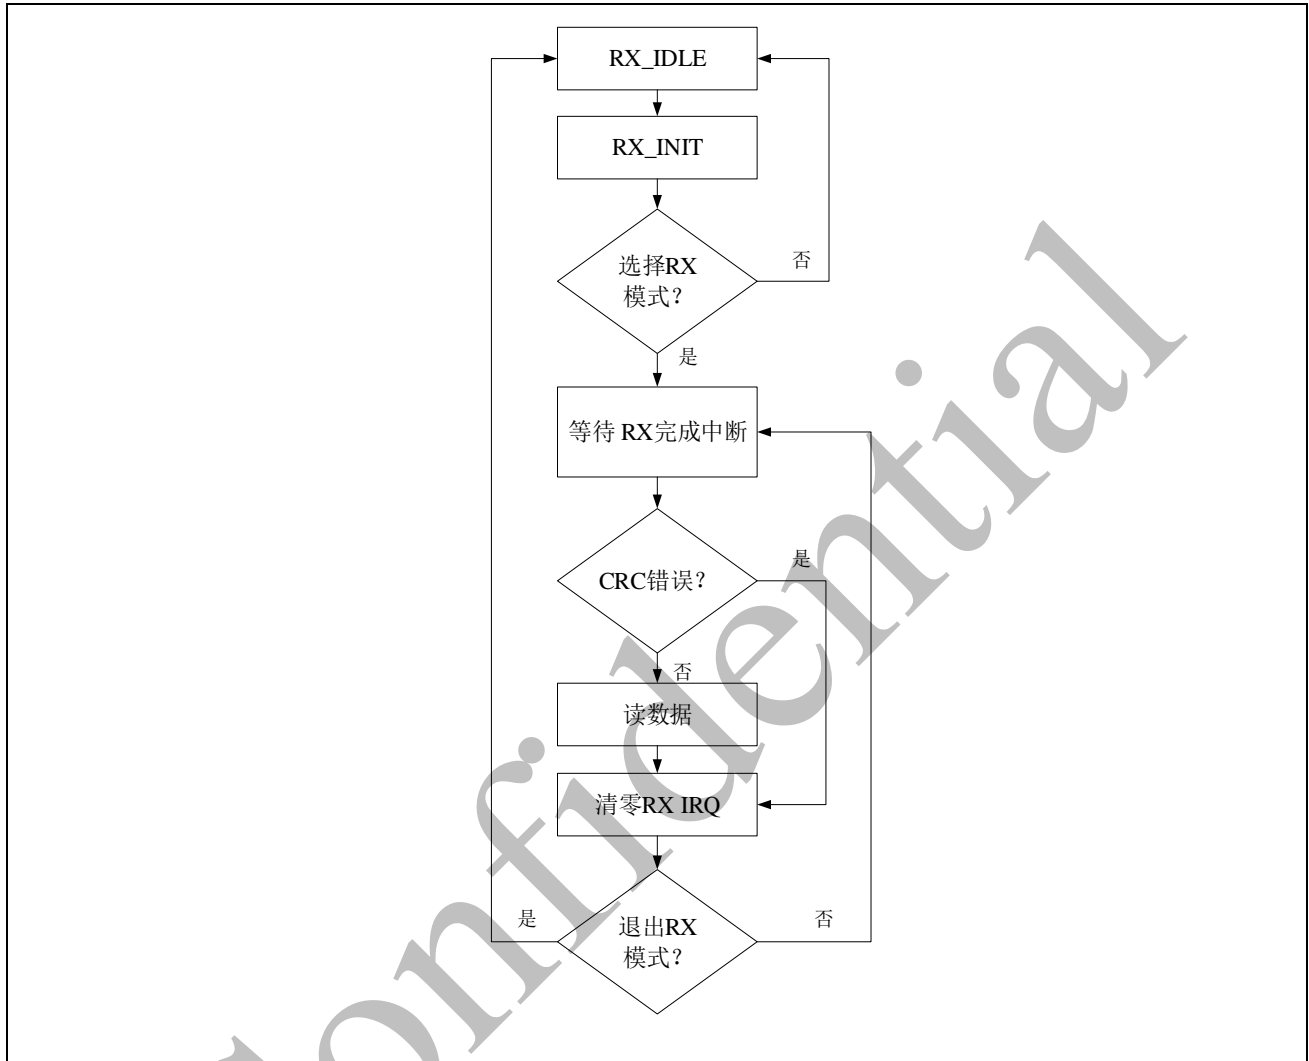 RX_IDLE
RX_INIT
选择RX
模式？
否
是
等待 RX完成中断
CRC错误？
是
否
读数据
清零RX IRQ
退出RX
模式？
是
否
Confidential